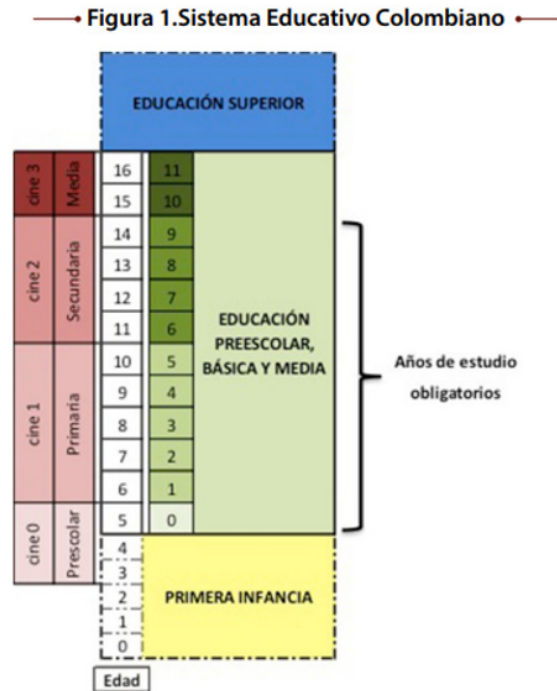 Figura 1.Sistema Educativo Colombiano
EDUCACIÓN SUPERIOR
cine 3
Media
16
11
15
10
cine 2
Secundaria
14
9
13
8
12
7
11
6
cine 1
Primaria
10
5
9
4
8
3
7
2
6
1
cine 0
Prescolar
5
0
4
3
2
1
0
EDUCACIÓN
PREESCOLAR,
BÁSICA Y MEDIA
Años de estudio
obligatorios
PRIMERA INFANCIA
Edad